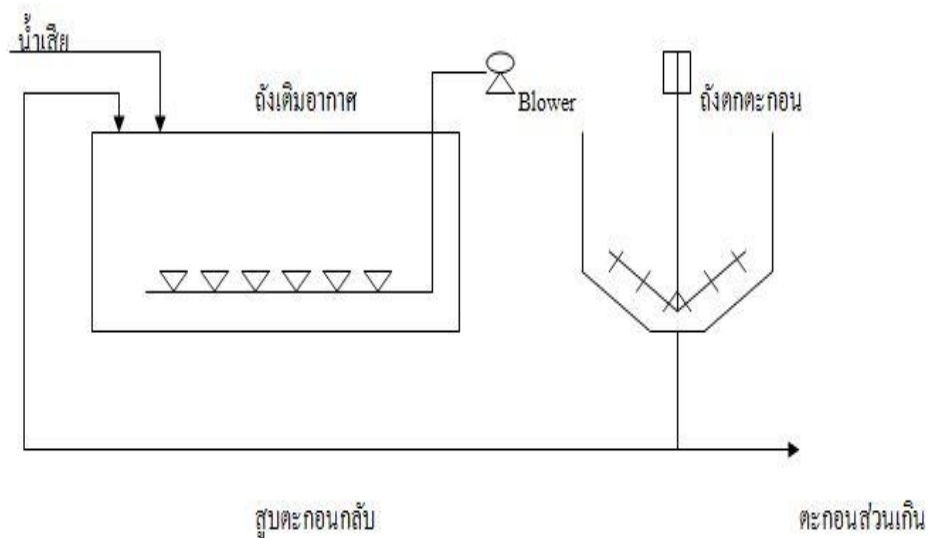 น้ำเสีย
ถังเติมอากาศ
Blower
ถังตกตะกอน
สูบตะกอนกลับ
ตะกอนส่วนเกิน